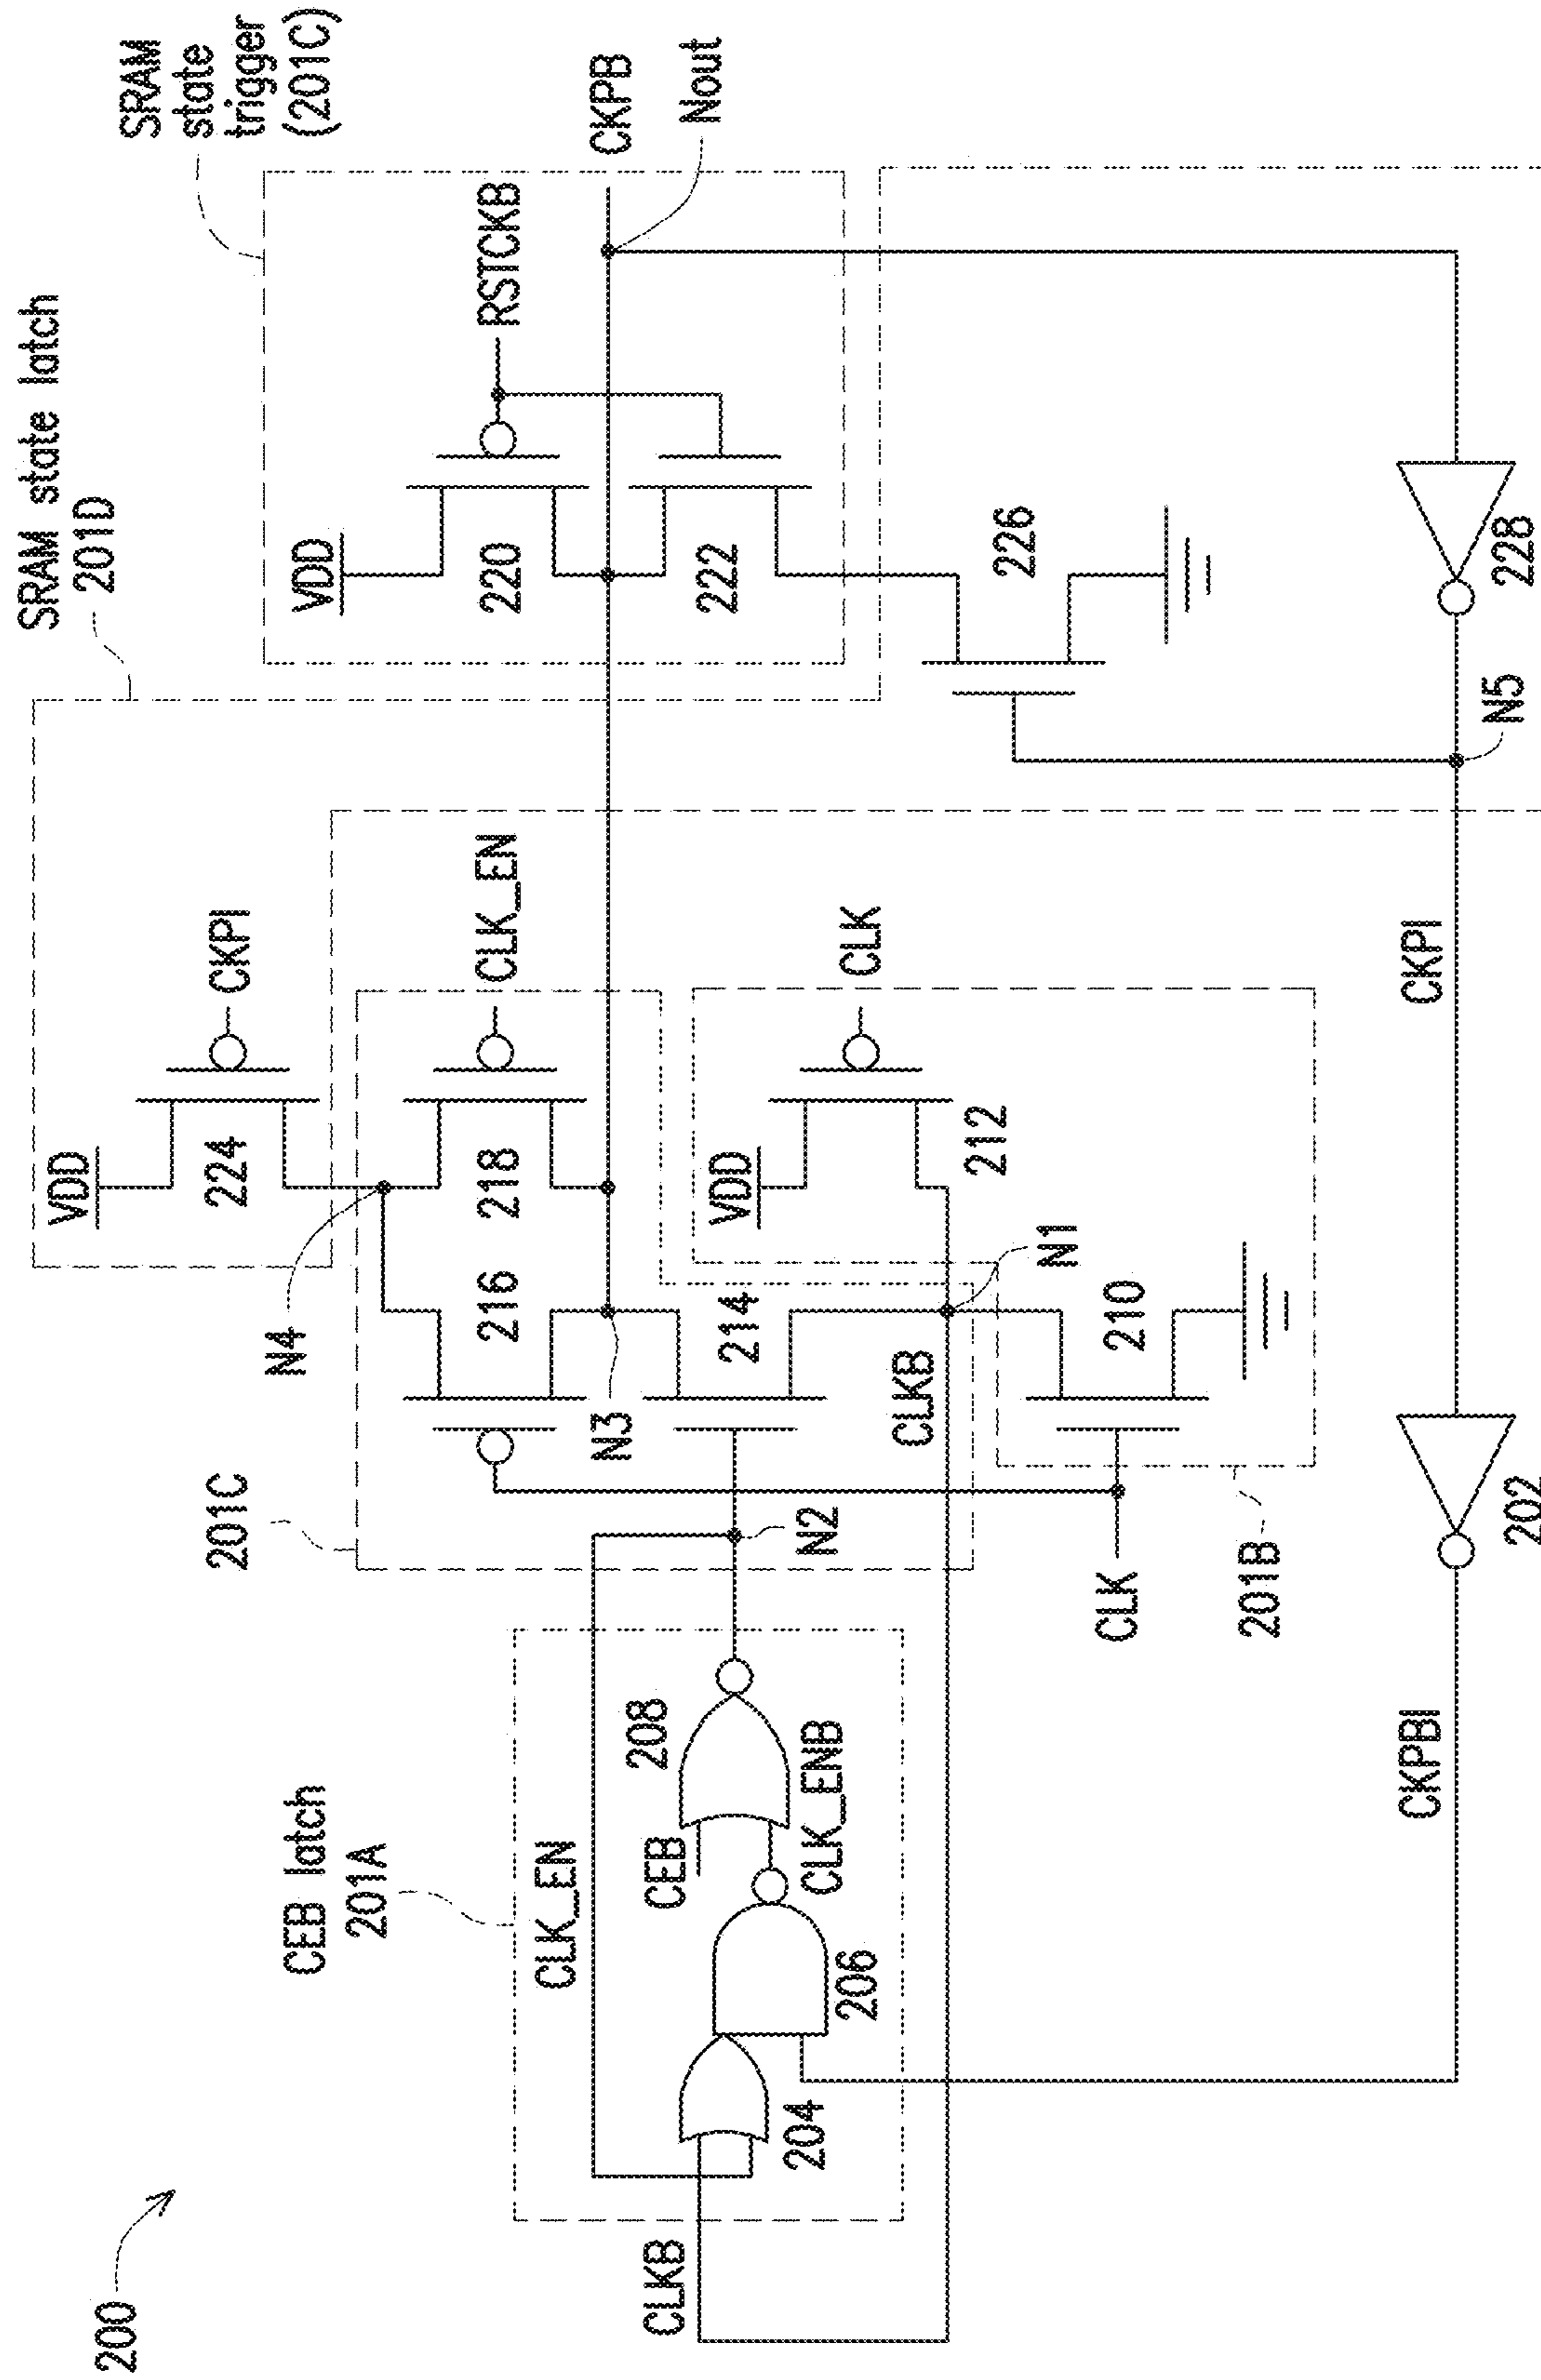 200
SRAM state latch
201D
SRAM
state
trigger
(201C)
VDD
CKPI
224
N4
201C
216
218
CLK_EN
VDD
220
RSTCKB
CKPB
Nout
N3
222
CEB latch
201A
CLK_EN
CLKB
204
206
CEB
208
CLK_ENB
N2
214
CLKB
VDD
CLK
212
N1
210
CLK
201B
226
CKPBI
202
CKPI
N5
228